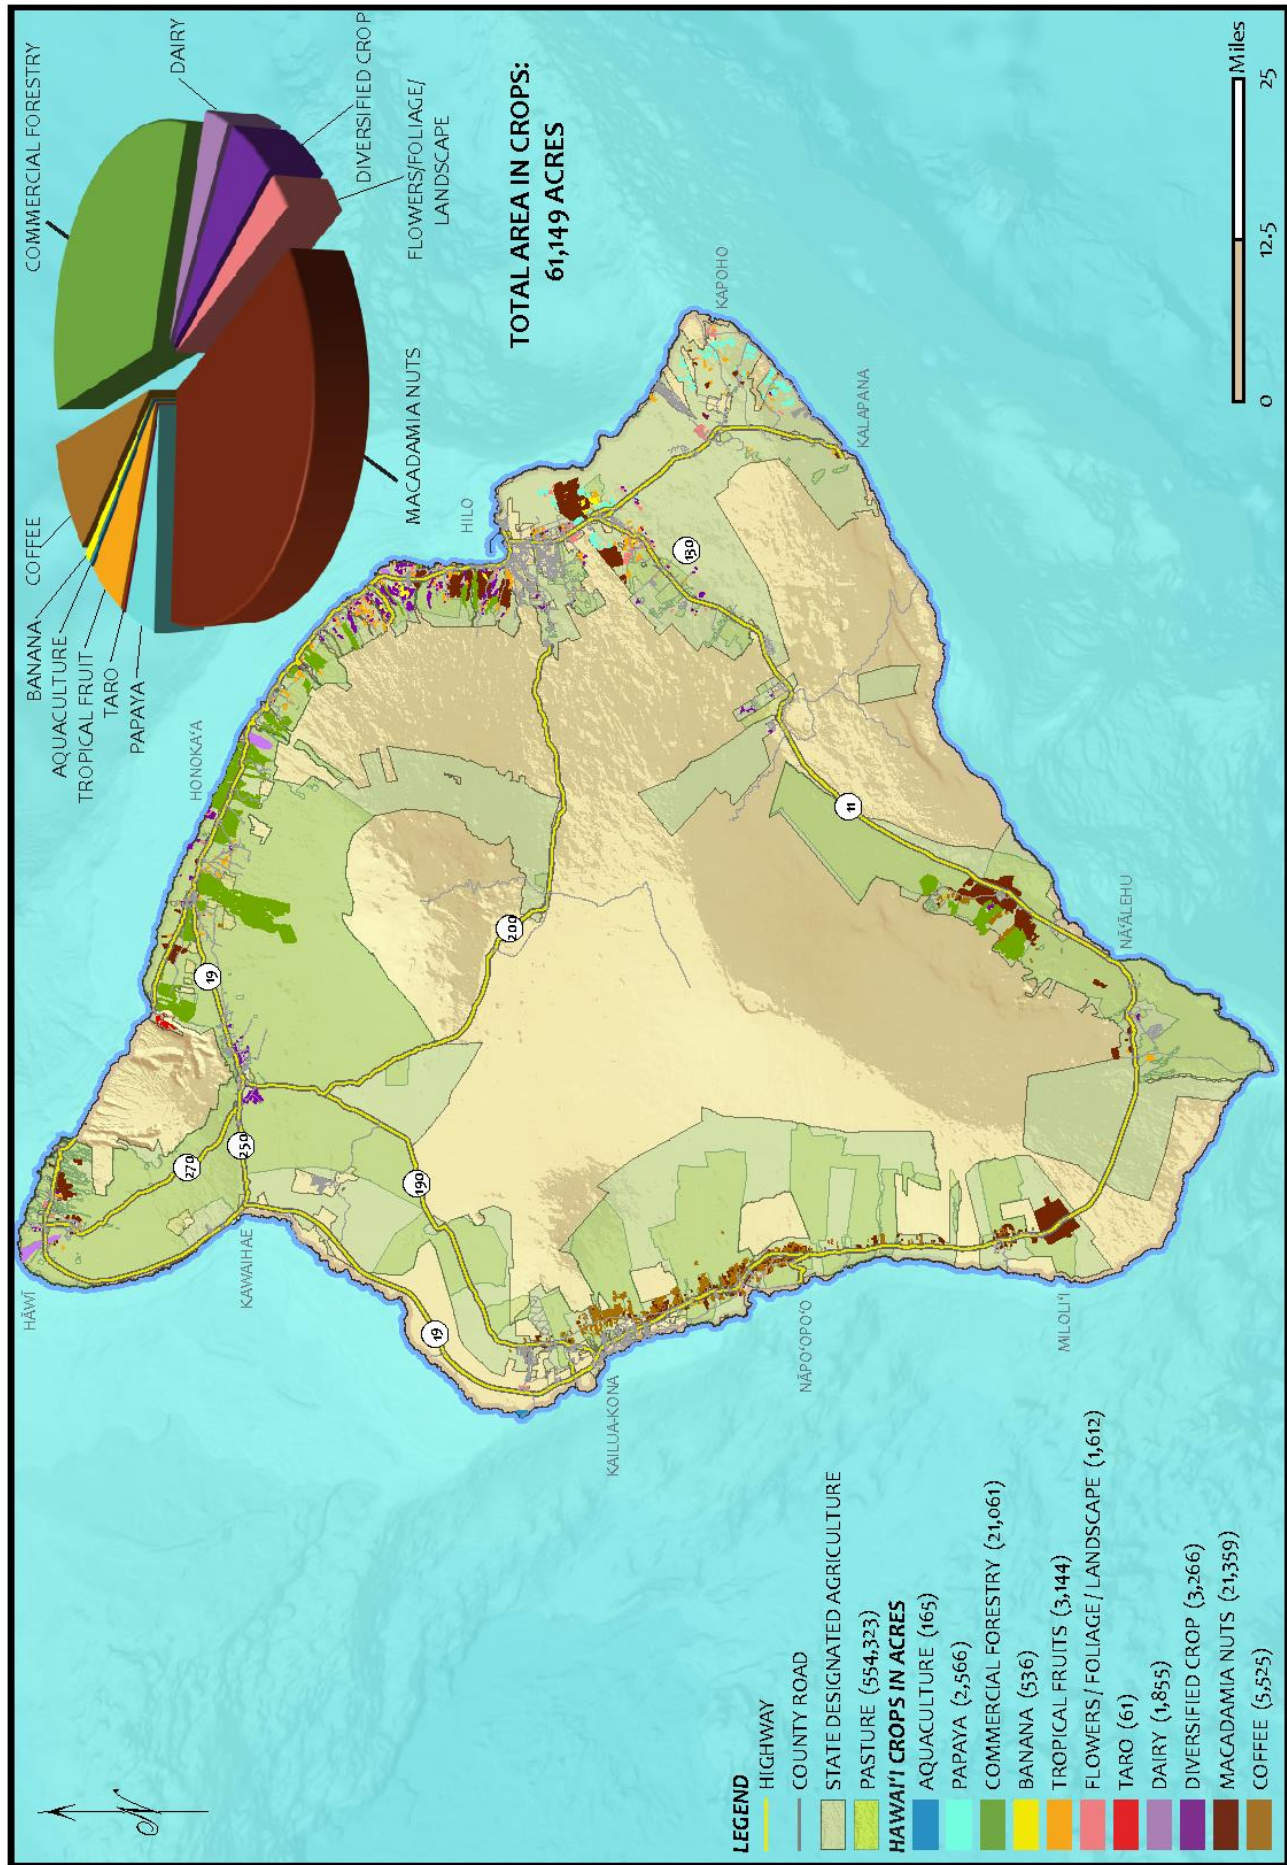 COMMERCIAL FORESTRY
DAIRY
DIVERSIFIED CROP
FLOWERS/FOLIAGE/
LANDSCAPE
MACADAMIA NUTS
BANANA
COFFEE
AQUACULTURE
TROPICAL FRUIT
TARO
PAPAYA
TOTAL AREA IN CROPS:
61,149 ACRES
HĀWĪ
KAWAIHAE
HONOKA'A
HILO
KAPOHO
KALAPANA
KAILUA-KONA
NĀPO'OPO'O
MILOLI'I
NĀ'ĀLEHU
270
250
19
190
19
200
130
11
N
LEGEND
HIGHWAY
COUNTY ROAD
STATE DESIGNATED AGRICULTURE
PASTURE (554,323)
HAWAI'I CROPS IN ACRES
AQUACULTURE (165)
PAPAYA (2,566)
COMMERCIAL FORESTRY (21,061)
BANANA (536)
TROPICAL FRUITS (3,144)
FLOWERS / FOLIAGE / LANDSCAPE (1,612)
TARO (61)
DAIRY (1,855)
DIVERSIFIED CROP (3,266)
MACADAMIA NUTS (21,359)
COFFEE (5,525)
0 12.5 25
Miles